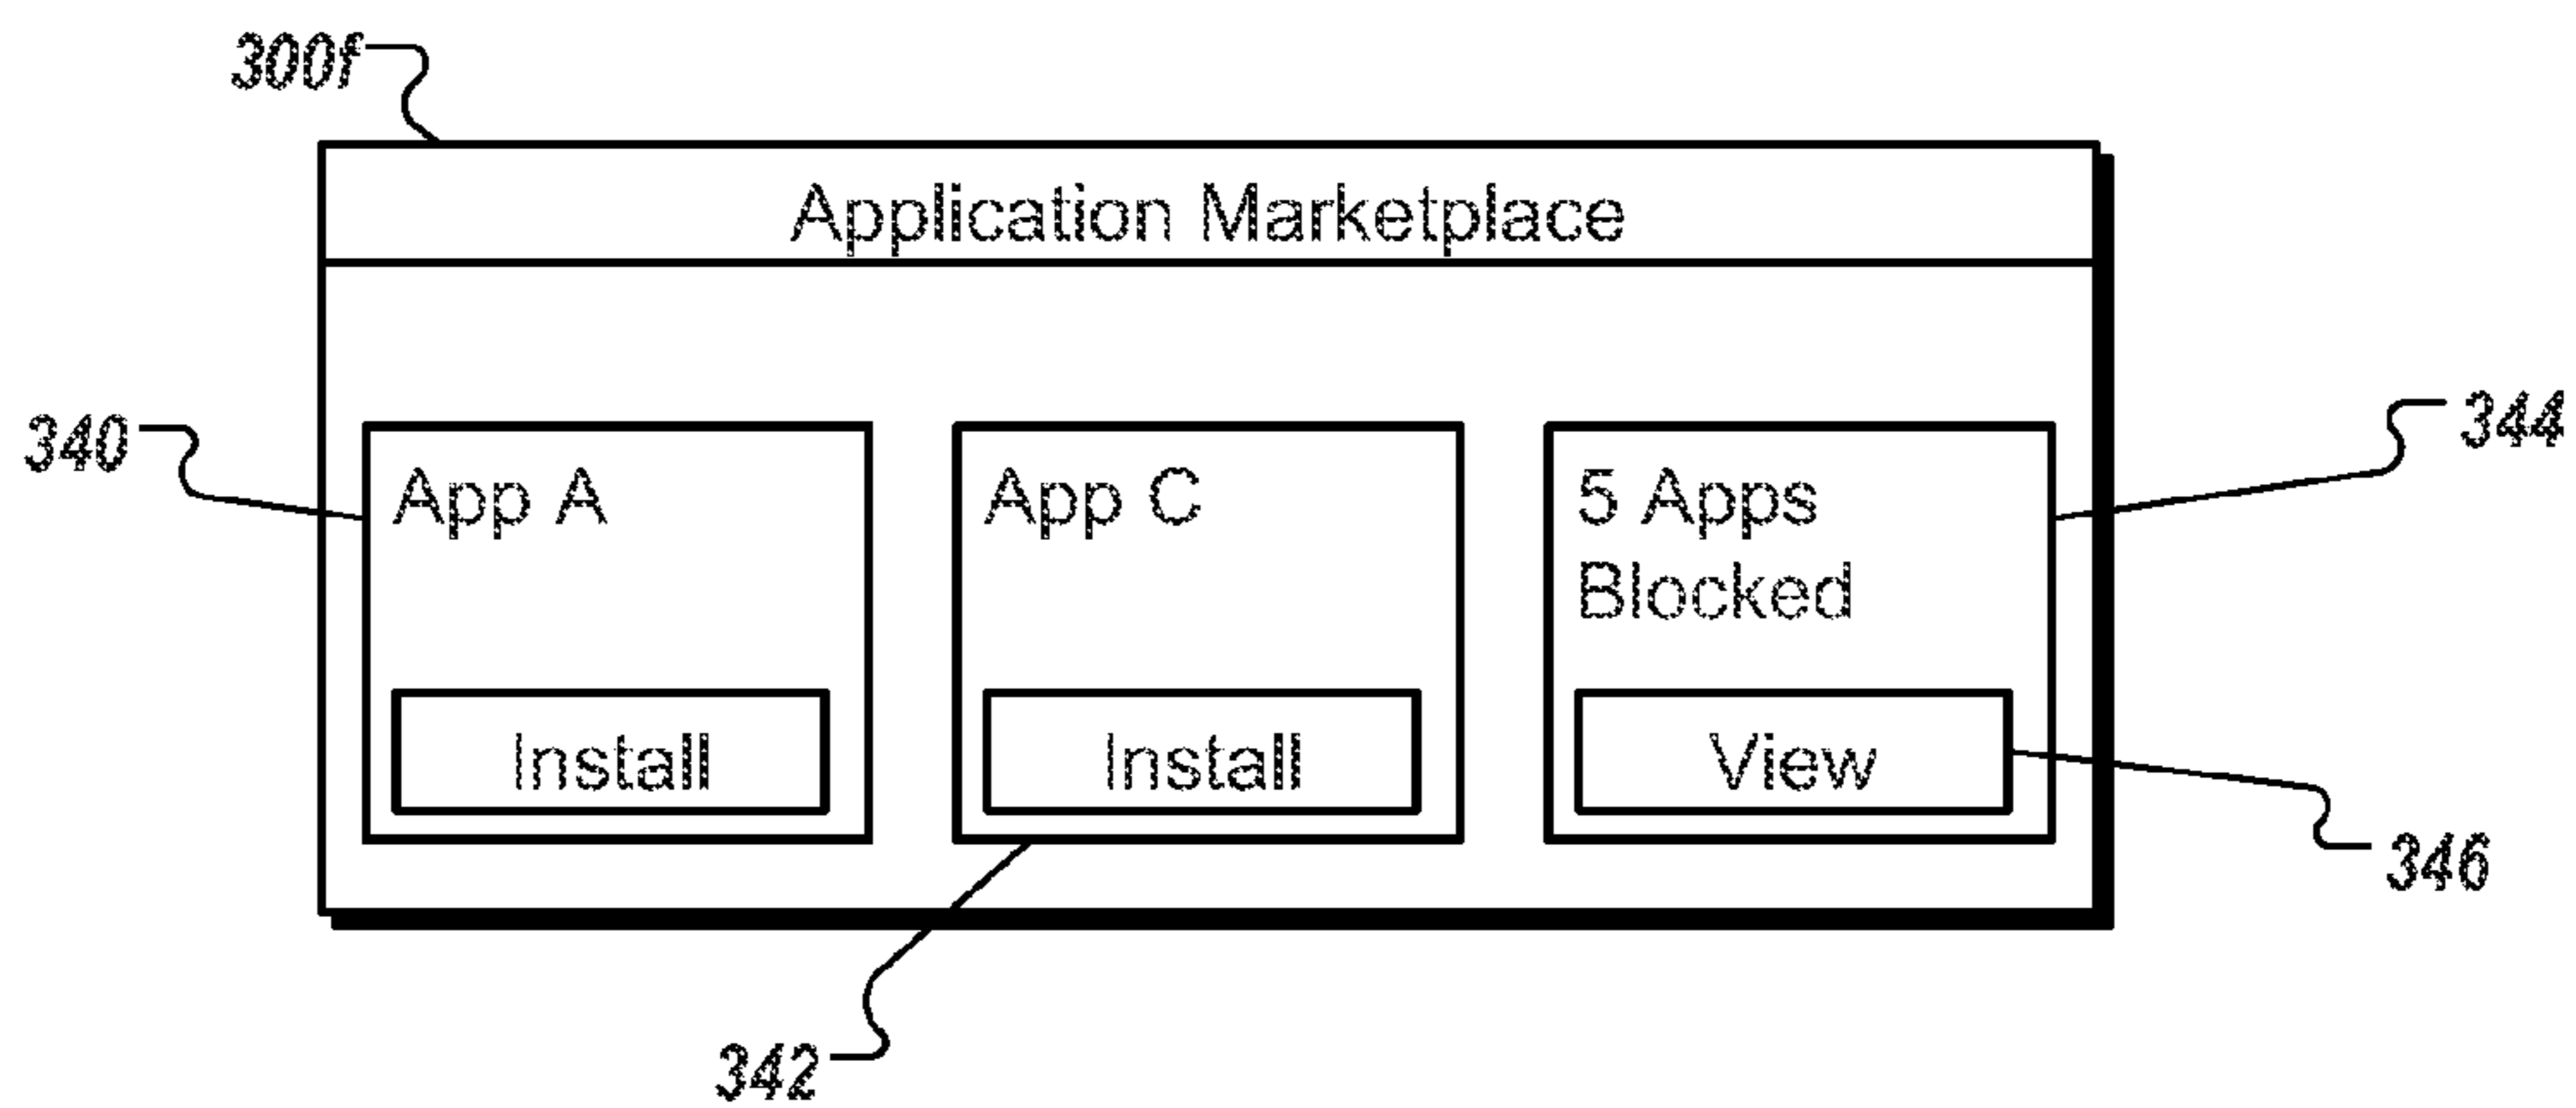 300f
Application Marketplace
340
344
App A
App C
5 Apps
Blocked
Install
Install
View
346
342